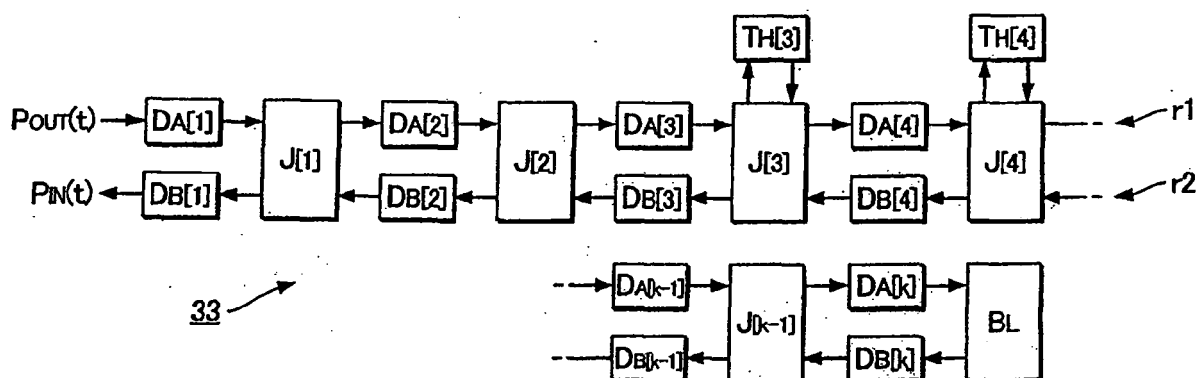 TH[3] TH[4]
POUT(t) DA[1] J[1] DA[2] J[2] DA[3] J[3] DA[4] J[4] r1
PIN(t) DB[1] DB[2] DB[3] DB[4] r2
33
DA[k-1] J[k-1] DA[k] BL
DB[k-1] DB[k]